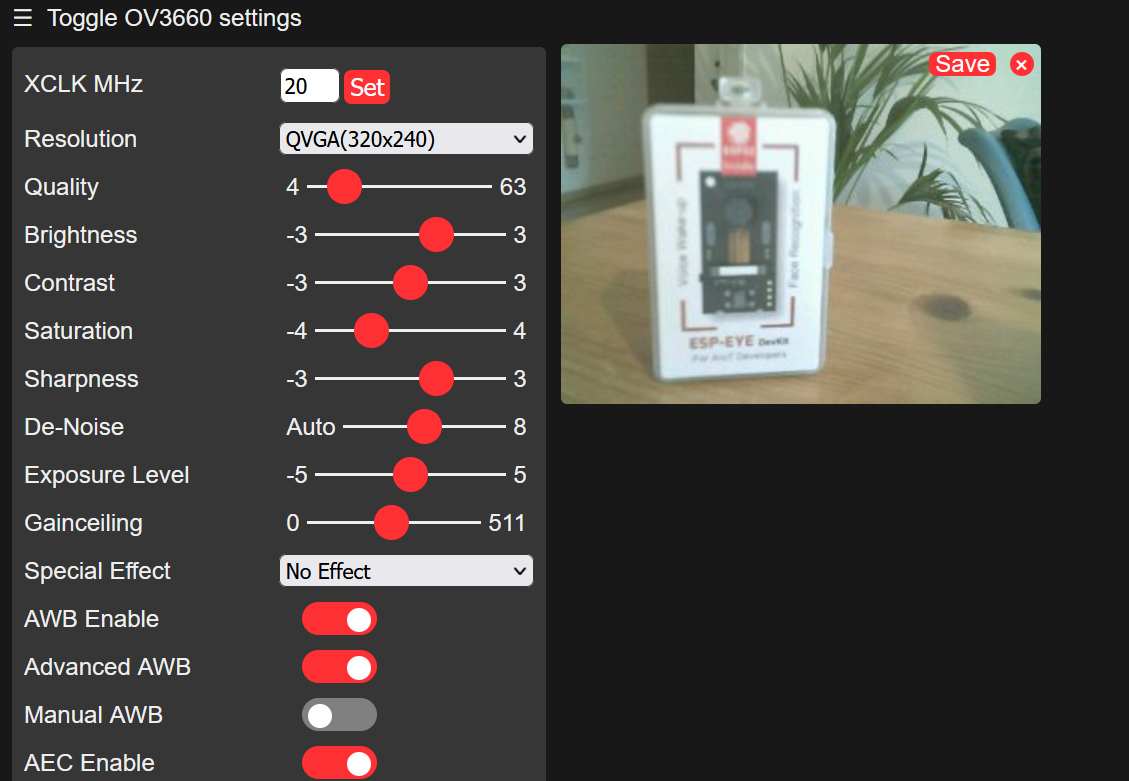 ☰ Toggle OV3660 settings
XCLK MHz 20 Set
Resolution QVGA(320x240)
Quality 4 63
Brightness -3 3
Contrast -3 3
Saturation -4 4
Sharpness -3 3
De-Noise Auto 8
Exposure Level -5 5
Gainceiling 0 511
Special Effect No Effect
AWB Enable
Advanced AWB
Manual AWB
AEC Enable
Save ×
Voice Wake-up
Face Recognition
ESP-EYE DevKit
For AIoT Developers